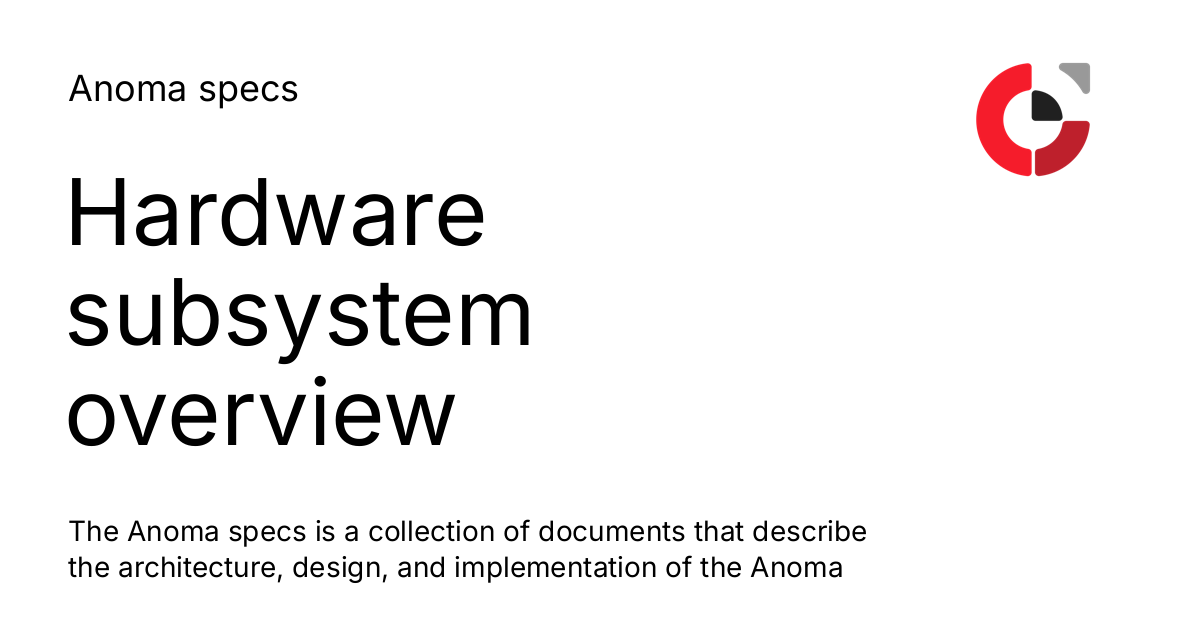 Anoma specs
Hardware
subsystem
overview
The Anoma specs is a collection of documents that describe
the architecture, design, and implementation of the Anoma